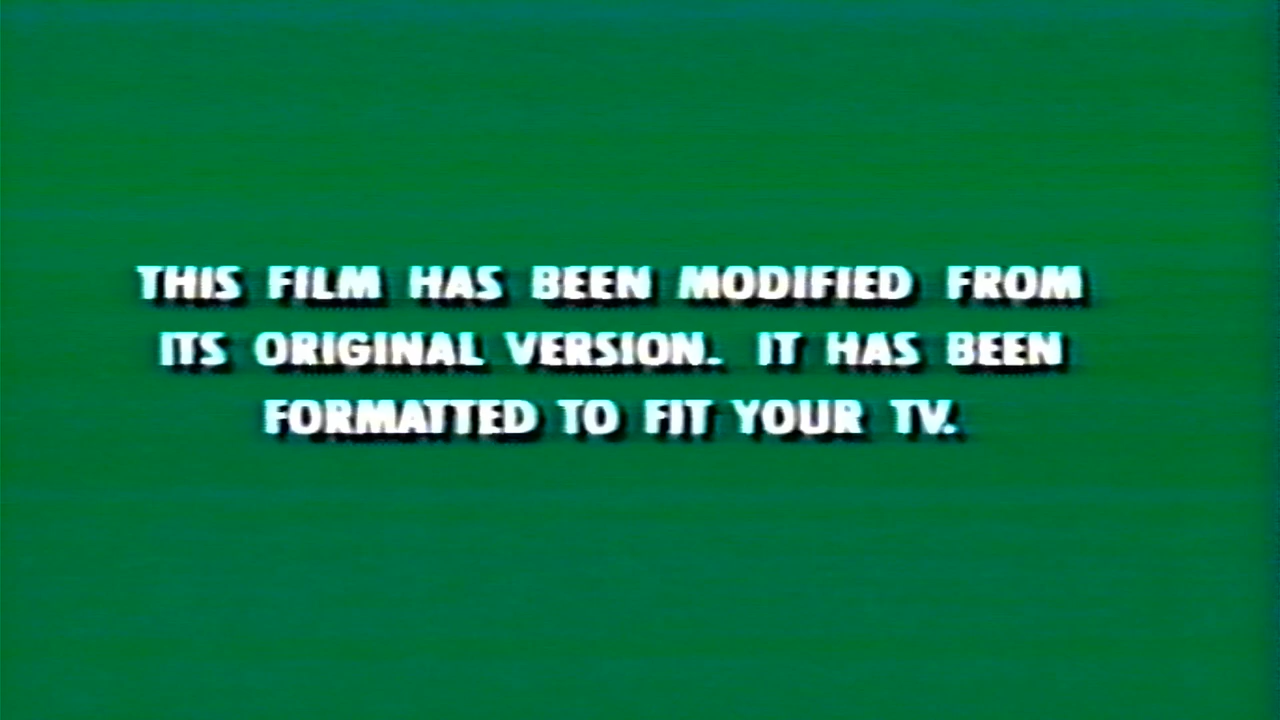 THIS FILM HAS BEEN MODIFIED FROM
ITS ORIGINAL VERSION. IT HAS BEEN
FORMATTED TO FIT YOUR TV.